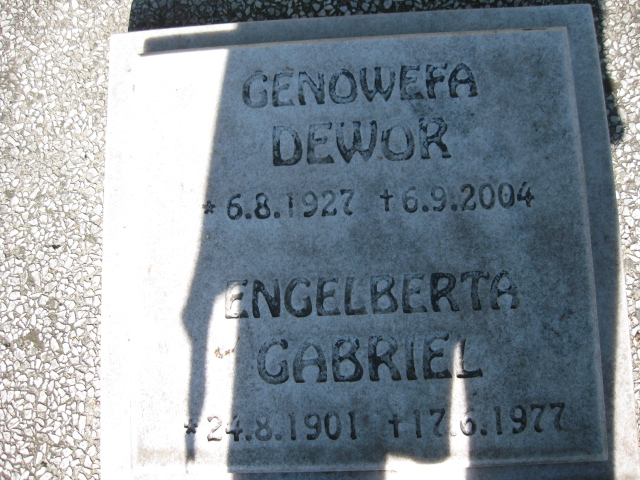 GENOWEFA
DEWOR
* 6.8.1927 † 6.9.2004
ENGELBERTA
GABRIEL
* 24.8.1901 † 17.6.1977